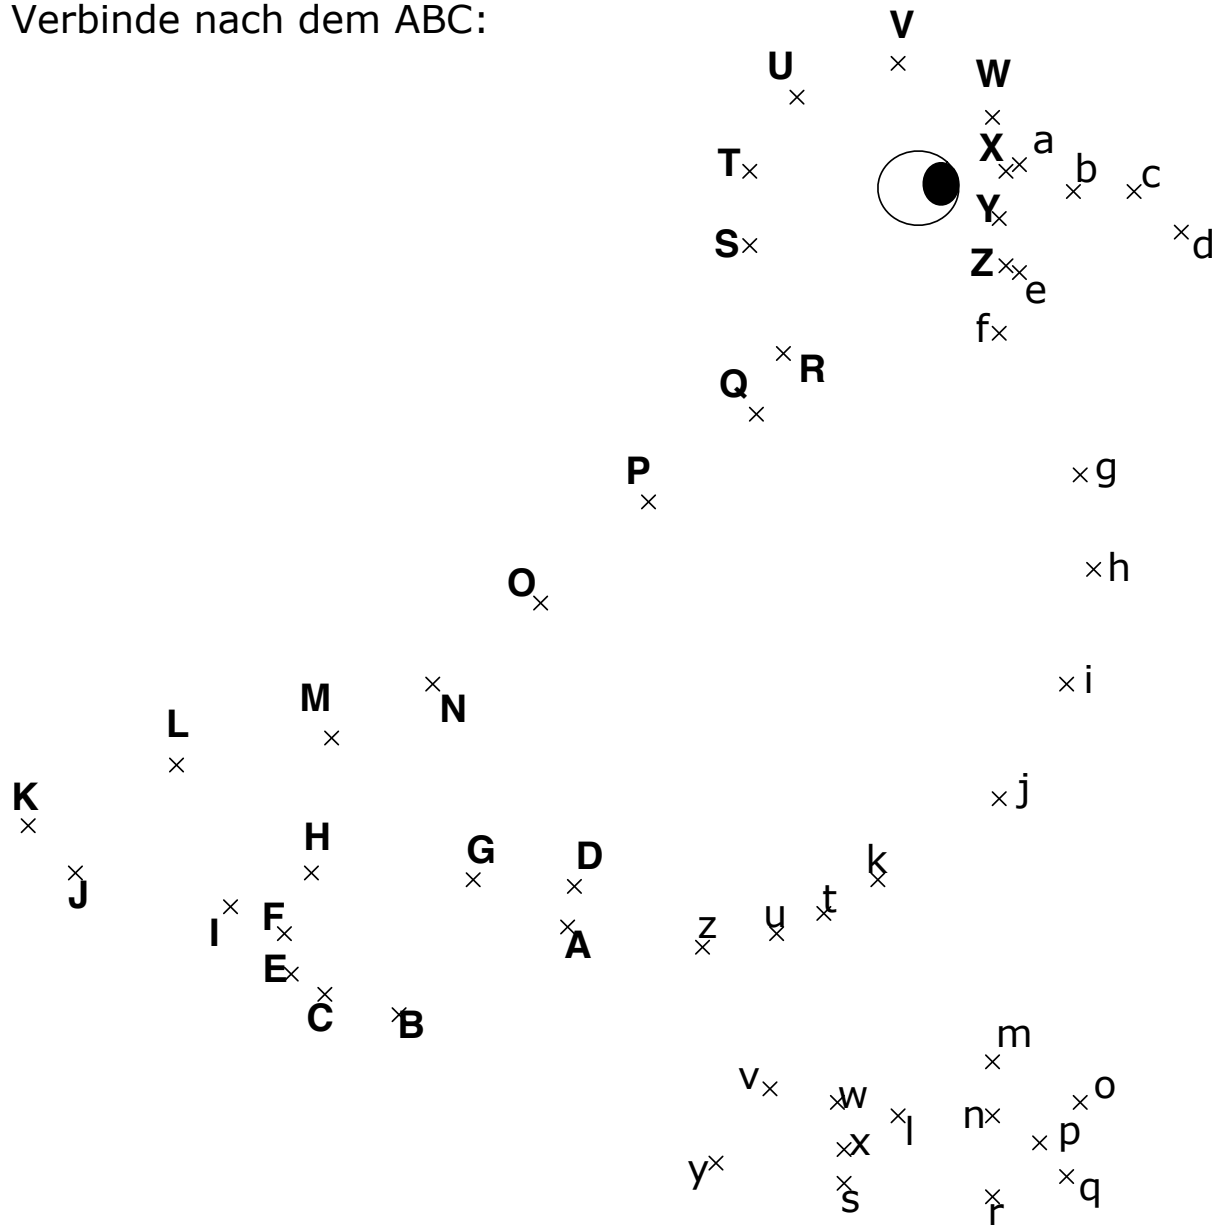 Verbinde nach dem ABC:
V
U
W
X a
T b c
Y
S d
Z e
f
R
Q
P g
O h
M N i
L
K j
H G D k
J
I F t
u
z
A
E
C B
m
v w o
l n p
x
y q
s r